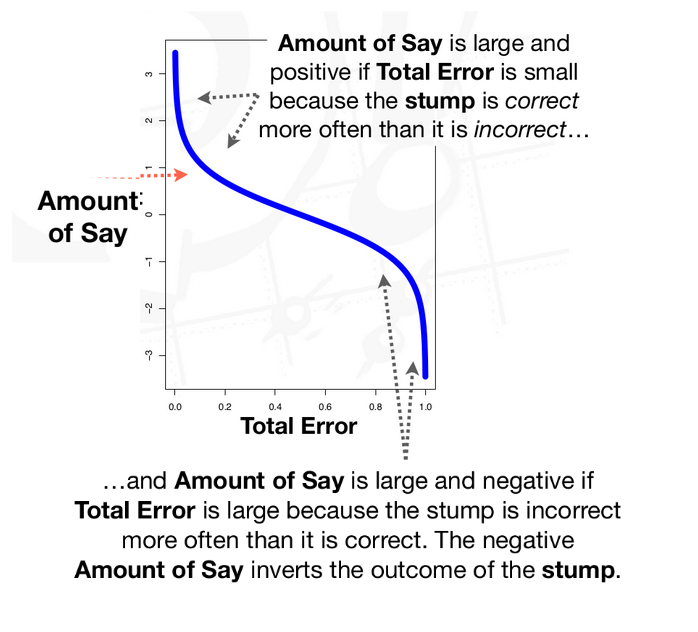 Amount of Say is large and
positive if Total Error is small
because the stump is correct
more often than it is incorrect…
3
2
1
0
-1
-2
-3
Amount
of Say
0.0 0.2 0.4 0.6 0.8 1.0
Total Error
…and Amount of Say is large and negative if
Total Error is large because the stump is incorrect
more often than it is correct. The negative
Amount of Say inverts the outcome of the stump.